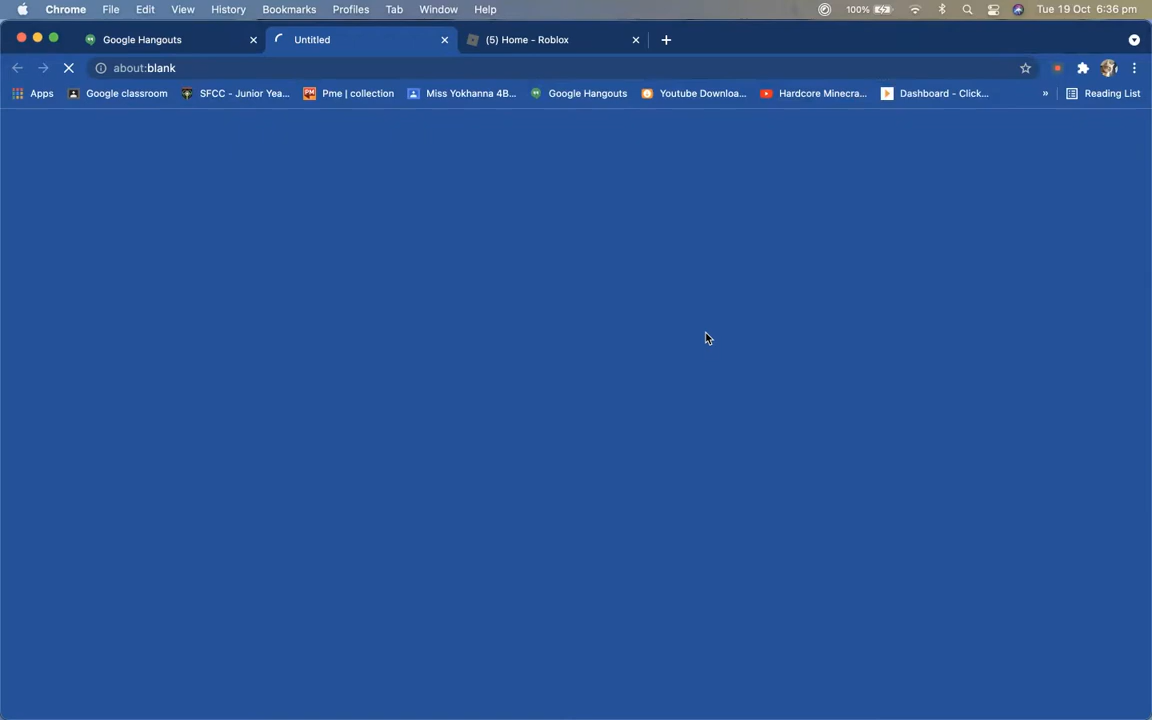 Chrome File Edit View History Bookmarks Profiles Tab Window Help 100% Tue 19 Oct 6:36 pm
Google Hangouts Untitled (5) Home - Roblox
about:blank
Apps Google classroom SFCC - Junior Yea... Pme | collection Miss Yokhanna 4B... Google Hangouts Youtube Downloa... Hardcore Minecra... Dashboard - Click... » Reading List